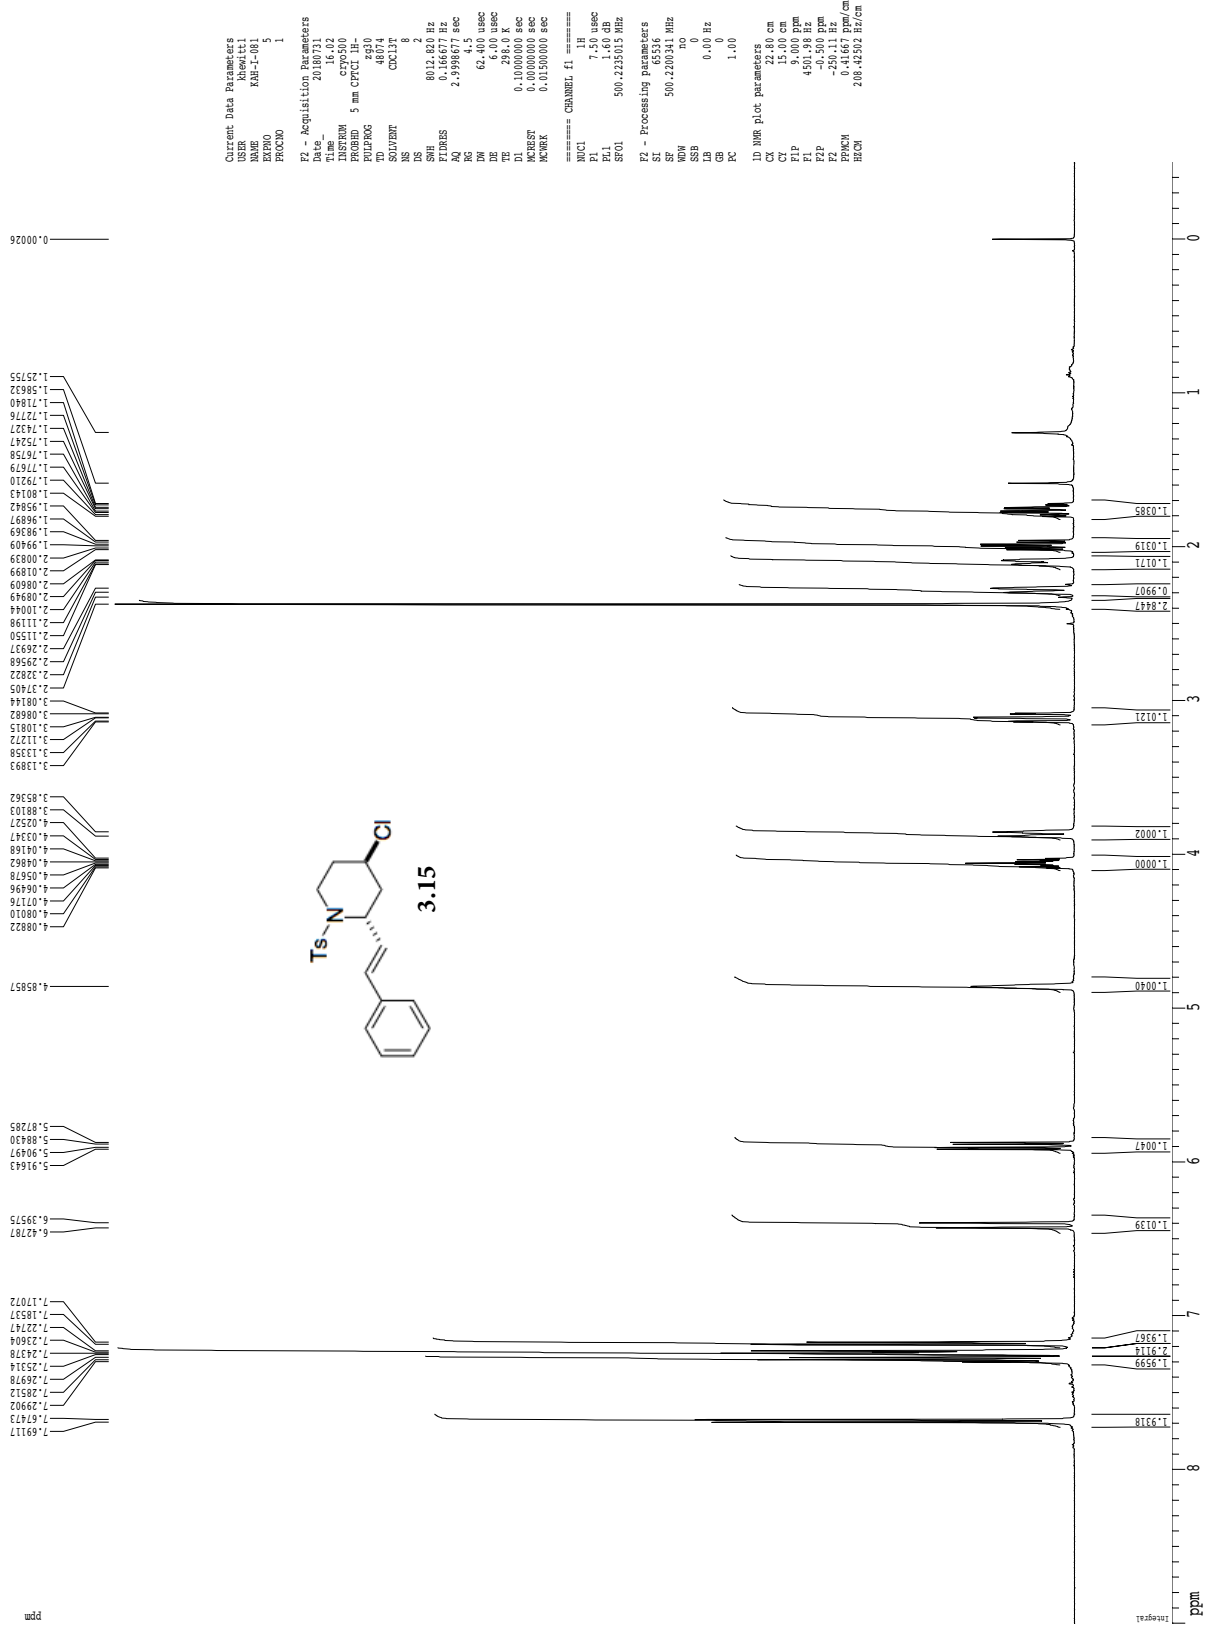 Current Data Parameters
USER khewitt1
NAME KAH-I-081
EXPNO 5
PROCNO 1
F2 - Acquisition Parameters
Date_ 20180731
Time_ 16.02
INSTRUM cryo500
PROBHD 5 mm CPTCI 1H-
PULPROG zg30
TD 48074
SOLVENT CDCl3T
NS 8
DS 2
SWH 8012.820 Hz
FIDRES 0.166677 Hz
AQ 2.9998677 sec
RG 4.5
DW 62.400 usec
DE 6.00 usec
TE 298.0 K
D1 0.10000000 sec
MCREST 0.00000000 sec
MCWRK 0.01500000 sec
======== CHANNEL f1 ========
NUC1 1H
P1 7.50 usec
PL1 1.60 dB
SFO1 500.2235015 MHz
F2 - Processing parameters
SI 65536
SF 500.2200341 MHz
WDW no
SSB 0
LB 0.00 Hz
GB 0
PC 1.00
1D NMR plot parameters
CX 22.80 cm
CY 15.00 cm
F1P 9.000 ppm
F1 4501.98 Hz
F2P -0.500 ppm
F2 -250.11 Hz
PPMCM 0.41667 ppm/cm
HZCM 208.42502 Hz/cm
ppm
7.69117
7.67473
7.29902
7.28512
7.26978
7.25314
7.24378
7.23604
7.22747
7.18537
7.17072
6.42787
6.39575
5.91643
5.90497
5.88430
5.87285
4.85857
4.08822
4.08010
4.07176
4.06496
4.05678
4.04862
4.04168
4.03347
4.02527
3.88103
3.85362
3.13893
3.13358
3.11272
3.10815
3.08682
3.08144
2.37405
2.32822
2.29568
2.26937
2.11550
2.11198
2.10044
2.08949
2.08609
2.01899
2.00839
1.99409
1.98369
1.96897
1.95842
1.80143
1.79210
1.77679
1.76758
1.75247
1.74327
1.72776
1.71840
1.58632
1.25755
0.00026
Ts
N
Cl
3.15
Integral
1.9318
1.9599
2.9114
1.9367
1.0139
1.0047
1.0040
1.0000
1.0002
1.0121
2.8447
0.9907
1.0171
1.0319
1.0385
ppm
8
7
6
5
4
3
2
1
0